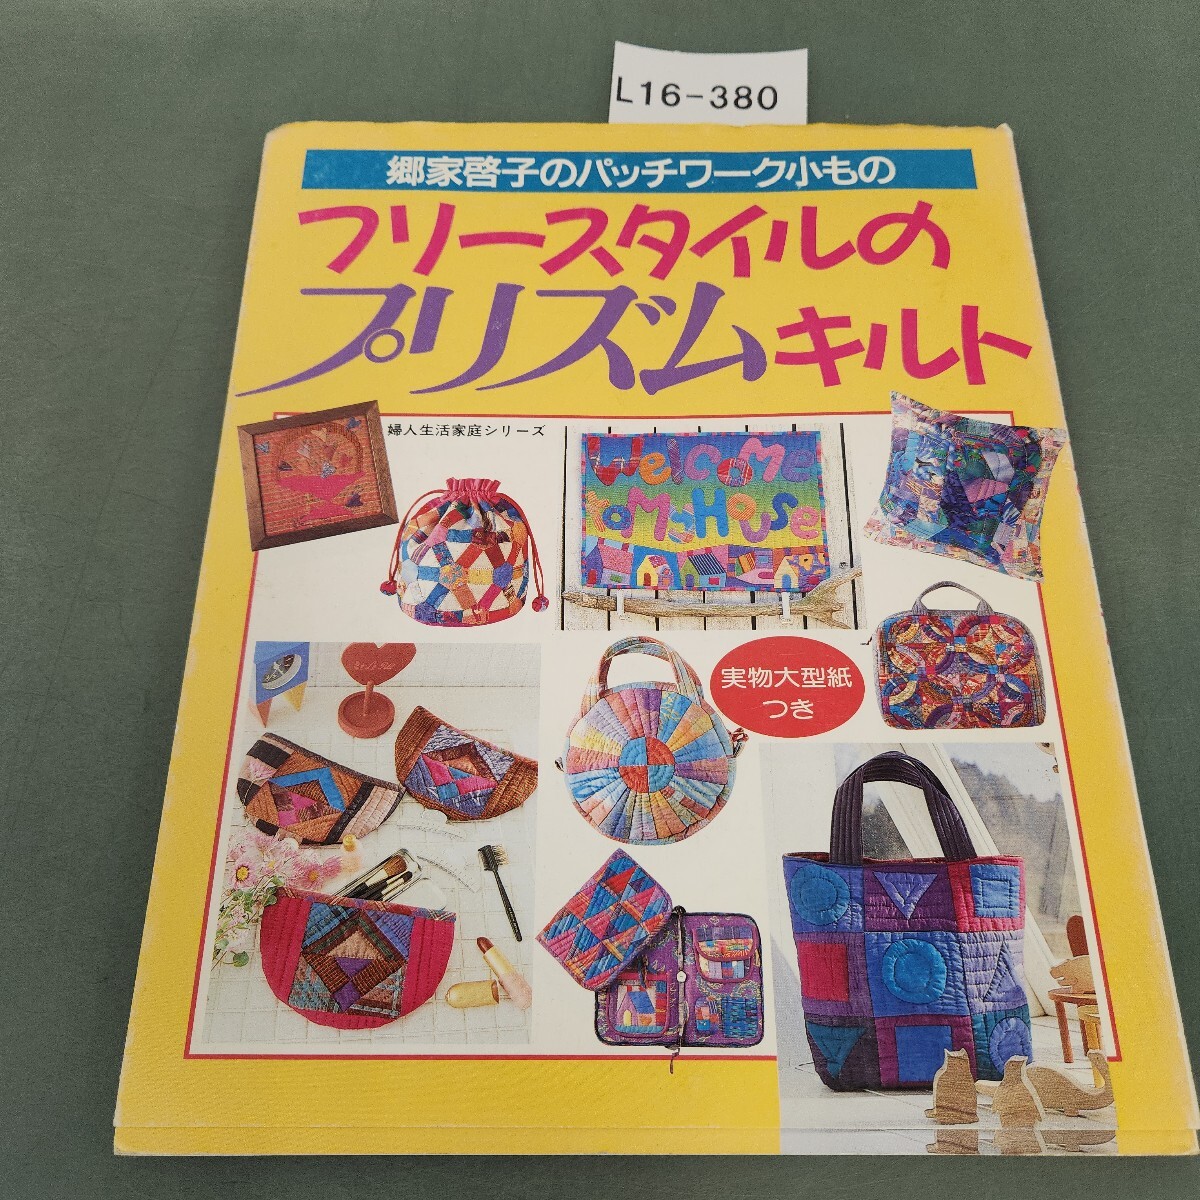 L16-380
郷家啓子のパッチワーク小もの
フリースタイルの
プリズムキルト
婦人生活家庭シリーズ
Welcome
to My House
実物大型紙
つき